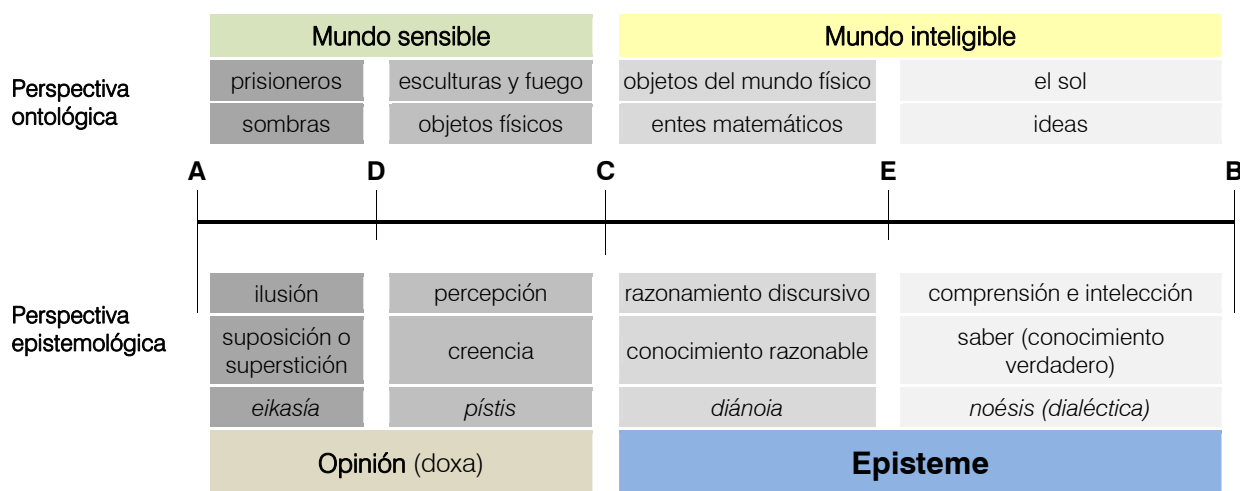 Mundo sensible
Mundo inteligible
Perspectiva
ontológica
prisioneros
esculturas y fuego
objetos del mundo físico
el sol
sombras
objetos físicos
entes matemáticos
ideas
A
D
C
E
B
Perspectiva
epistemológica
ilusión
percepción
razonamiento discursivo
comprensión e intelección
suposición o
superstición
creencia
conocimiento razonable
saber (conocimiento
verdadero)
eikasía
pístis
diánoia
noésis (dialéctica)
Opinión (doxa)
Episteme